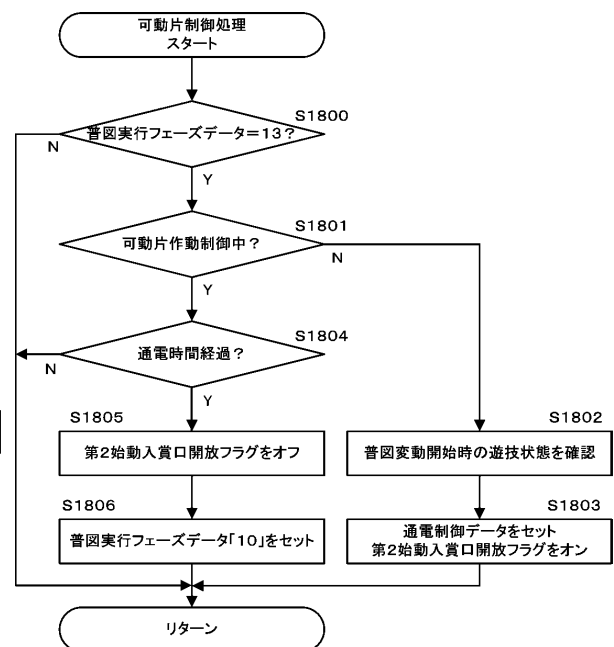 可動片制御処理
スタート
S1800
普図実行フェーズデータ=13?
N
Y
S1801
可動片作動制御中?
N
Y
S1804
通電時間経過?
N
Y
S1805
第2始動入賞口開放フラグをオフ
S1802
普図変動開始時の遊技状態を確認
S1806
普図実行フェーズデータ「10」をセット
S1803
通電制御データをセット
第2始動入賞口開放フラグをオン
リターン